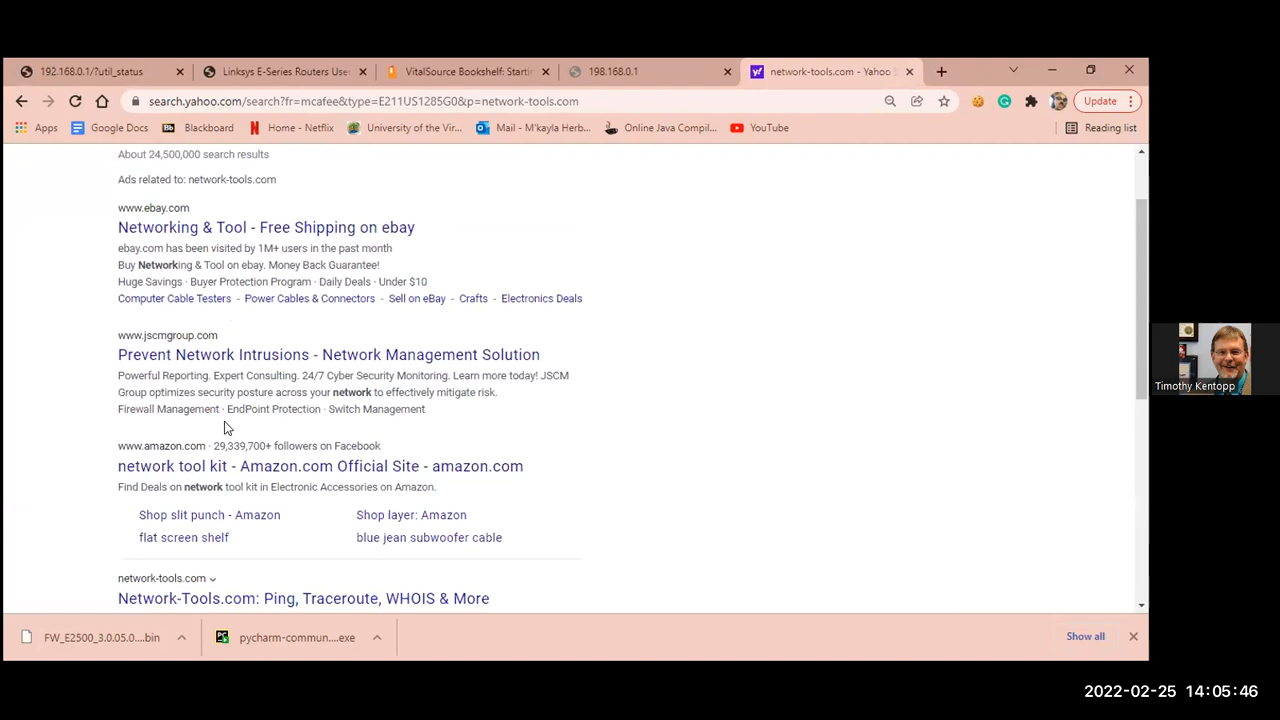 192.168.0.1/?util_status
Linksys E-Series Routers User
VitalSource Bookshelf: Starti
198.168.0.1
network-tools.com - Yahoo S
search.yahoo.com/search?fr=mcafee&type=E211US1285G0&p=network-tools.com
Update
Apps
Google Docs
Bb
Blackboard
Home - Netflix
University of the Vir...
Mail - M'kayla Herb...
Online Java Compil...
YouTube
Reading list
About 24,500,000 search results
Ads related to: network-tools.com
www.ebay.com
Networking & Tool - Free Shipping on ebay
ebay.com has been visited by 1M+ users in the past month
Buy Networking & Tool on ebay. Money Back Guarantee!
Huge Savings · Buyer Protection Program · Daily Deals · Under $10
Computer Cable Testers - Power Cables & Connectors - Sell on eBay - Crafts - Electronics Deals
www.jscmgroup.com
Prevent Network Intrusions - Network Management Solution
Powerful Reporting. Expert Consulting. 24/7 Cyber Security Monitoring. Learn more today! JSCM
Group optimizes security posture across your network to effectively mitigate risk.
Firewall Management · EndPoint Protection · Switch Management
www.amazon.com · 29,339,700+ followers on Facebook
network tool kit - Amazon.com Official Site - amazon.com
Find Deals on network tool kit in Electronic Accessories on Amazon.
Shop slit punch - Amazon
Shop layer: Amazon
flat screen shelf
blue jean subwoofer cable
network-tools.com
Network-Tools.com: Ping, Traceroute, WHOIS & More
FW_E2500_3.0.05.0....bin
PC
pycharm-commun....exe
Show all
Timothy Kentopp
2022-02-25 14:05:46